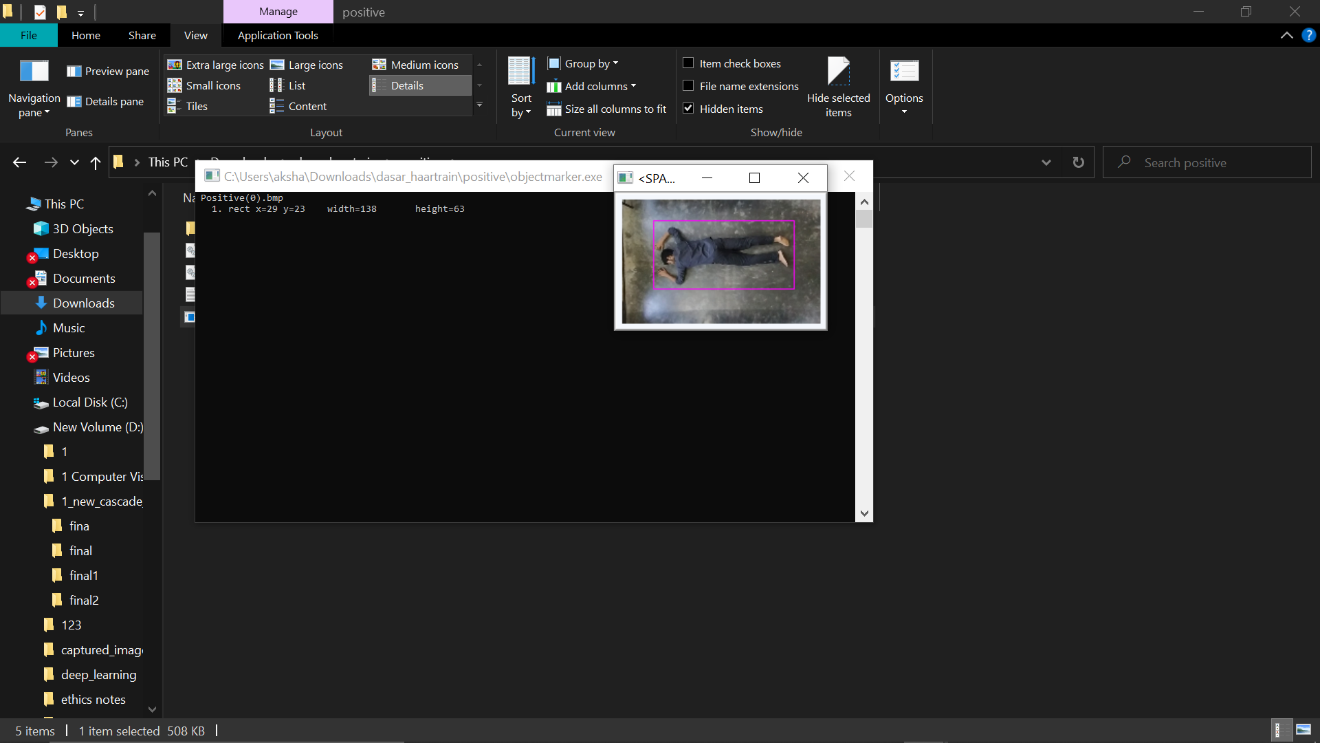 Manage
positive
File
Home
Share
View
Application Tools
Navigation
pane
Preview pane
Details pane
Panes
Extra large icons
Large icons
Medium icons
Small icons
List
Details
Tiles
Content
Layout
Sort
by
Group by
Add columns
Size all columns to fit
Current view
Item check boxes
File name extensions
Hidden items
Hide selected
items
Show/hide
Options
This PC
Search positive
C:\Users\aksha\Downloads\dasar_haartrain\positive\objectmarker.exe
<SPA...
Positive(0).bmp
1. rect x=29 y=23 width=138 height=63
This PC
3D Objects
Desktop
Documents
Downloads
Music
Pictures
Videos
Local Disk (C:)
New Volume (D:)
1
1 Computer Vis
1_new_cascade_
fina
final
final1
final2
123
captured_imag
deep_learning
ethics notes
5 items
1 item selected 508 KB